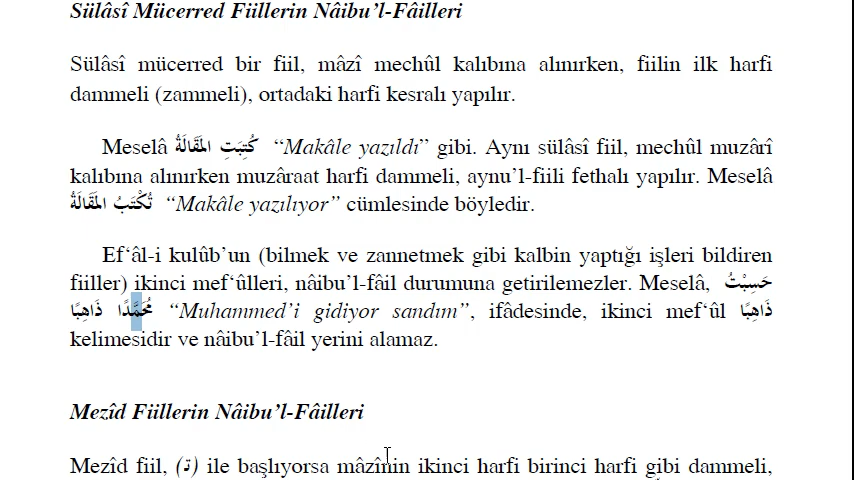 Sülâsî Mücerred Fiillerin Nâibu’l-Fâilleri
Sülâsî mücerred bir fiil, mâzî mechûl kalıbına alınırken, fiilin ilk harfi
dammeli (zammeli), ortadaki harfi kesralı yapılır.
Meselâ كُتِبَتِ المَقَالَةُ “Makâle yazıldı” gibi. Aynı sülâsî fiil, mechûl muzârî
kalıbına alınırken muzâraat harfi dammeli, aynu’l-fiili fethalı yapılır. Meselâ
تُكْتَبُ المَقَالَةُ “Makâle yazılıyor” cümlesinde böyledir.
Ef‘âl-i kulûb’un (bilmek ve zannetmek gibi kalbin yaptığı işleri bildiren
fiiller) ikinci mef‘ûlleri, nâibu’l-fâil durumuna getirilemezler. Meselâ, حَسِبْتُ
مُحَمَّدًا ذَاهِبًا “Muhammed’i gidiyor sandım”, ifâdesinde, ikinci mef‘ûl ذَاهِبًا
kelimesidir ve nâibu’l-fâil yerini alamaz.
Mezîd Fiillerin Nâibu’l-Fâilleri
Mezîd fiil, (تـ) ile başlıyorsa mâzînin ikinci harfi birinci harfi gibi dammeli,